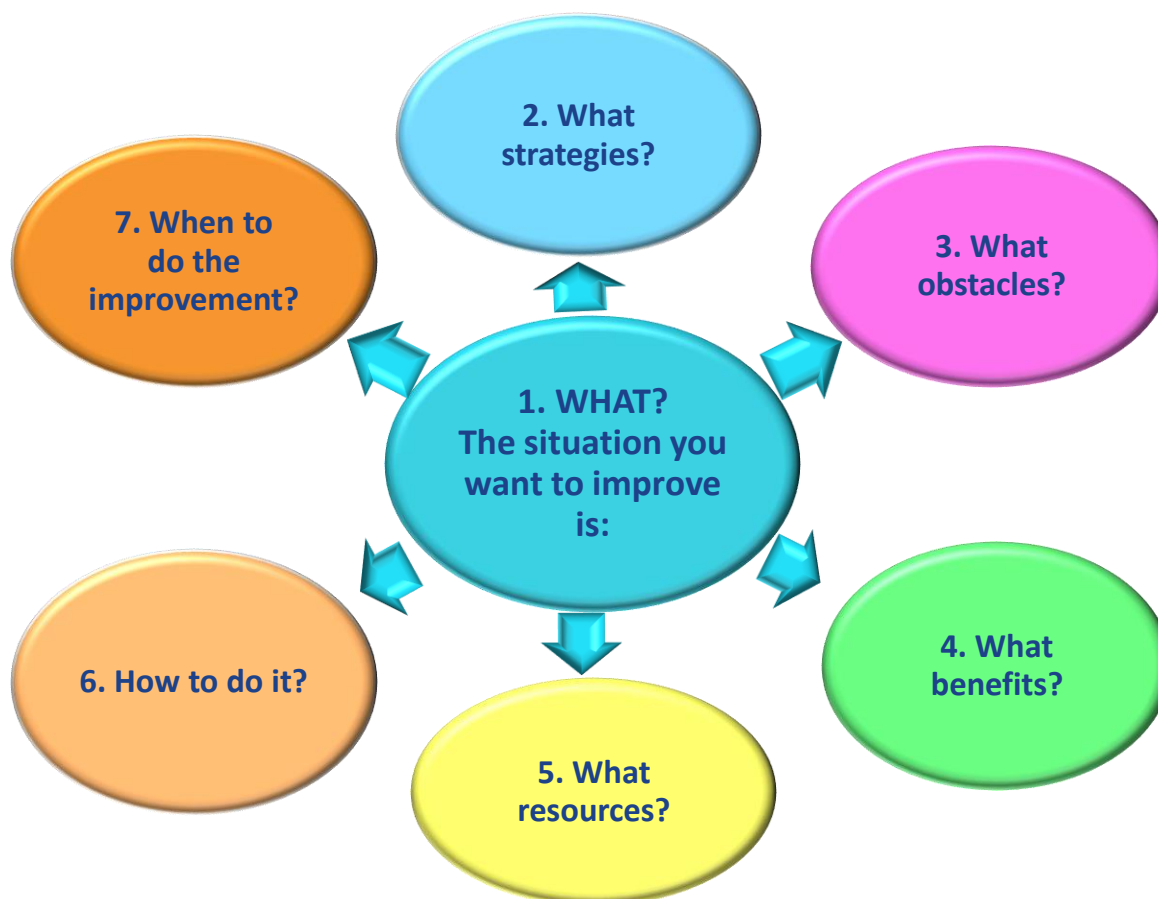 1. WHAT?
The situation you
want to improve
is:
2. What
strategies?
3. What
obstacles?
4. What
benefits?
5. What
resources?
6. How to do it?
7. When to
do the
improvement?